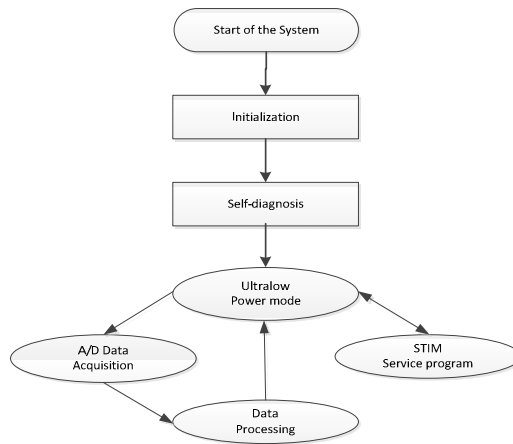 Start of the System
Initialization
Self-diagnosis
Ultralow
Power mode
A/D Data
Acquisition
STIM
Service program
Data
Processing